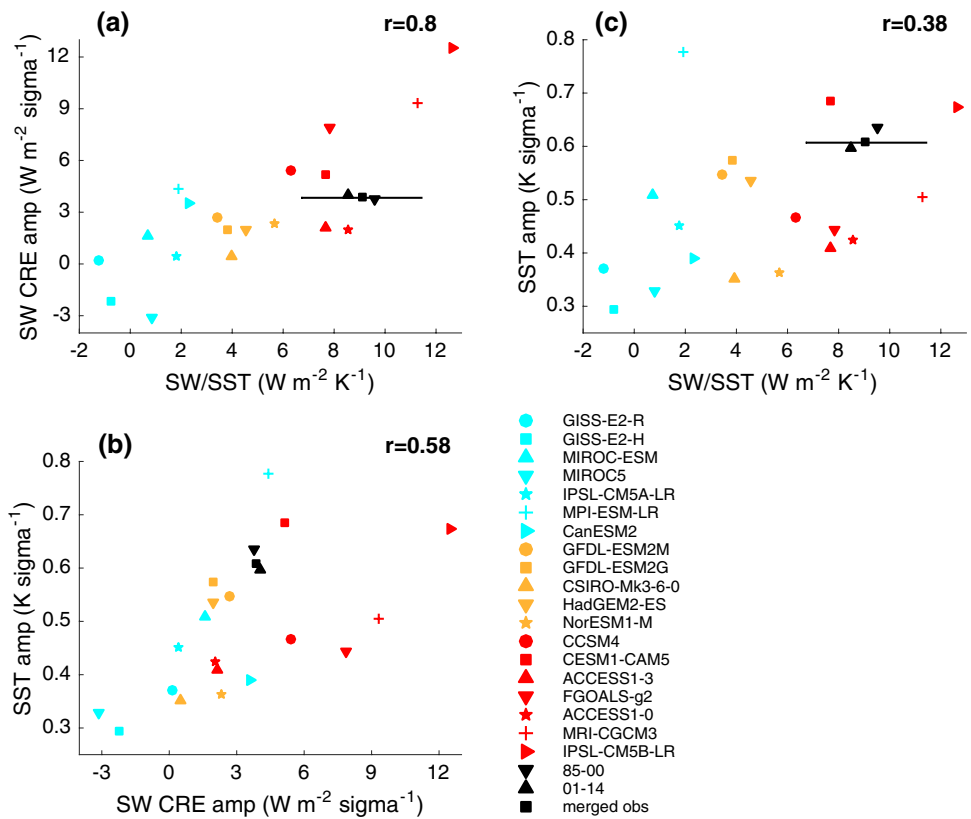 (a)
r=0.8
12
9
6
3
0
-3
SW CRE amp (W m⁻² sigma⁻¹)
-2 0 2 4 6 8 10 12
SW/SST (W m⁻² K⁻¹)
(c)
r=0.38
0.8
0.7
0.6
0.5
0.4
0.3
SST amp (K sigma⁻¹)
-2 0 2 4 6 8 10 12
SW/SST (W m⁻² K⁻¹)
(b)
r=0.58
0.8
0.7
0.6
0.5
0.4
0.3
SST amp (K sigma⁻¹)
-3 0 3 6 9 12
SW CRE amp (W m⁻² sigma⁻¹)
GISS-E2-R
GISS-E2-H
MIROC-ESM
MIROC5
IPSL-CM5A-LR
MPI-ESM-LR
CanESM2
GFDL-ESM2M
GFDL-ESM2G
CSIRO-Mk3-6-0
HadGEM2-ES
NorESM1-M
CCSM4
CESM1-CAM5
ACCESS1-3
FGOALS-g2
ACCESS1-0
MRI-CGCM3
IPSL-CM5B-LR
85-00
01-14
merged obs